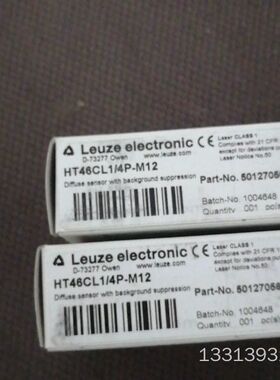 Leuze electronic CE
D-73277 Owen www.leuze.com
Laser CLASS 1
Complies with 21 CFR
except for deviations
Laser Notice No.50
HT46CL1/4P-M12
Diffuse sensor with background suppression
Part-No. 5012705
Batch-No. 1004648
Quantity 001 pc(s)
Leuze electronic CE
D-73277 Owen www.leuze.com
Laser CLASS 1
Complies with 21 CFR
except for deviations
Laser Notice No.50
HT46CL1/4P-M12
Diffuse sensor with background suppression
Part-No. 5012705
Batch-No. 1004648
Quantity 001
1331393